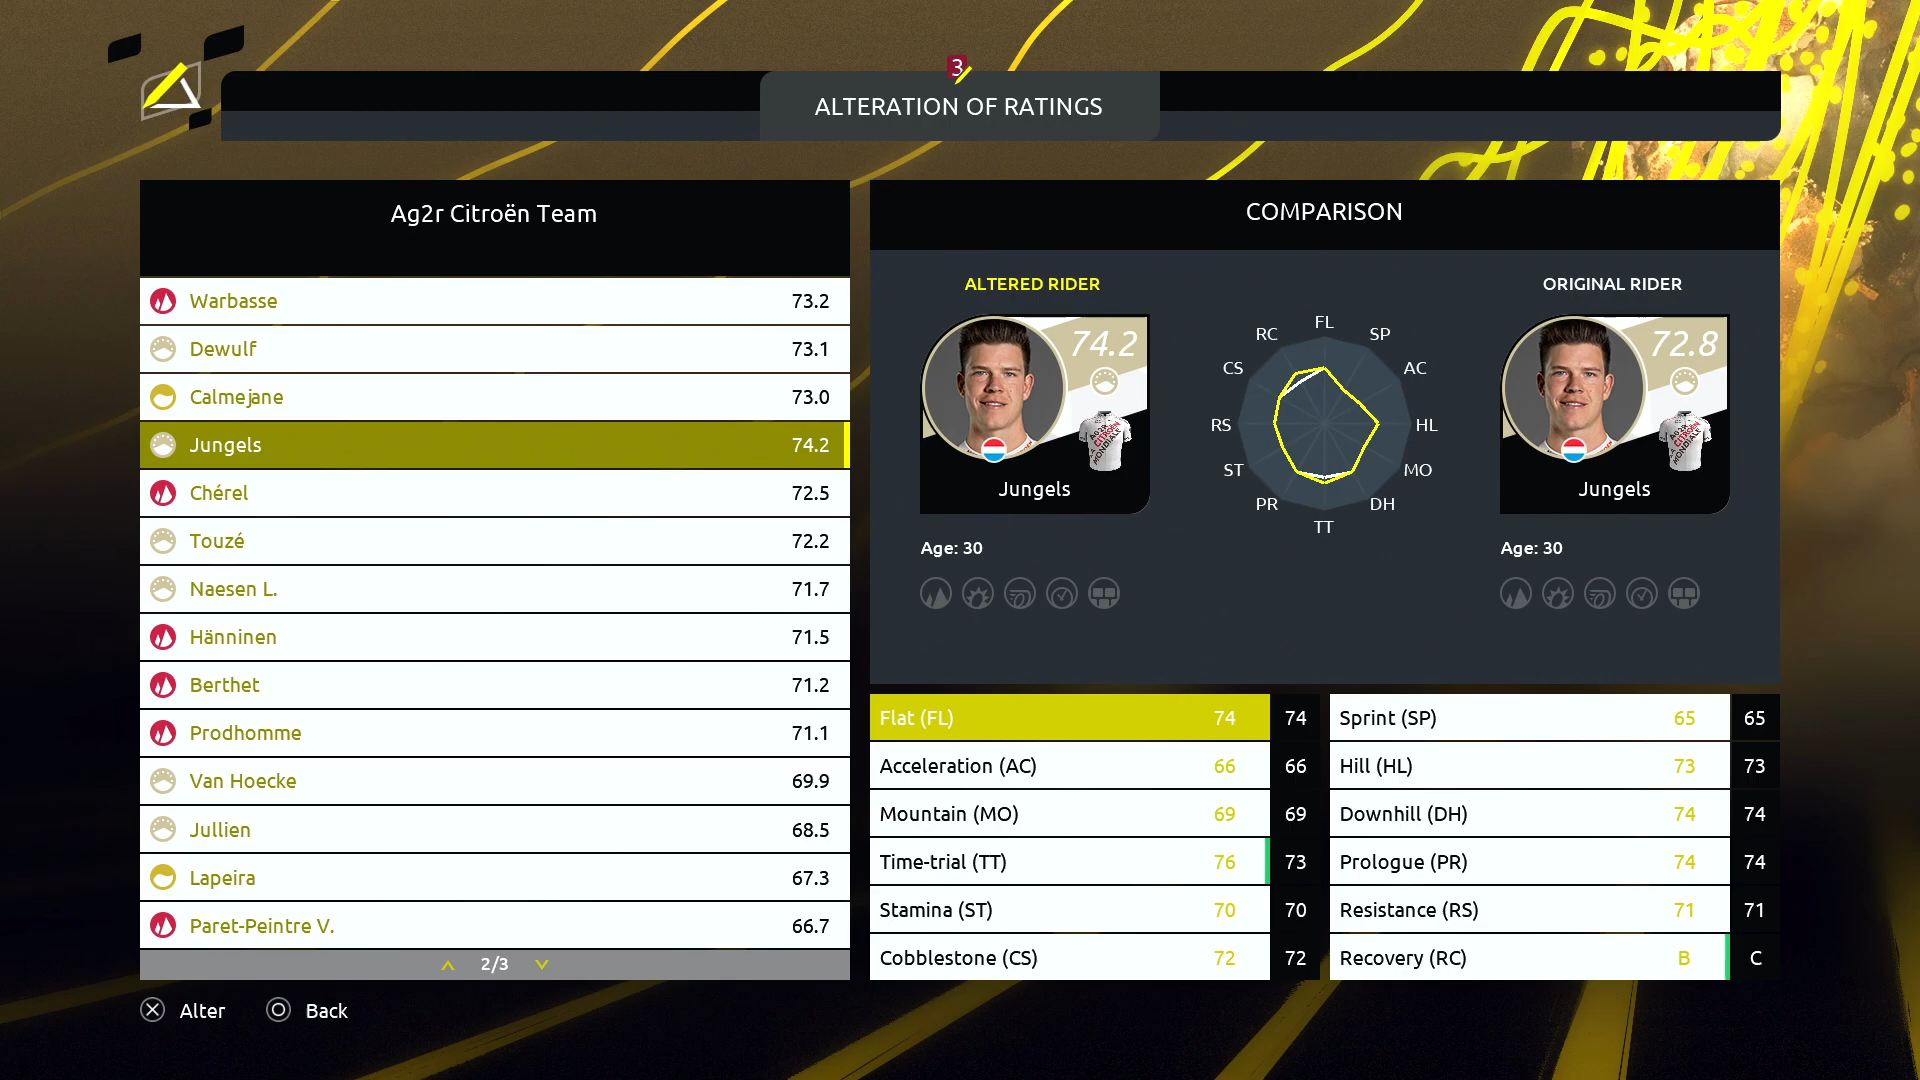 3
ALTERATION OF RATINGS
Ag2r Citroën Team
Warbasse 73.2
Dewulf 73.1
Calmejane 73.0
Jungels 74.2
Chérel 72.5
Touzé 72.2
Naesen L. 71.7
Hänninen 71.5
Berthet 71.2
Prodhomme 71.1
Van Hoecke 69.9
Jullien 68.5
Lapeira 67.3
Paret-Peintre V. 66.7
2/3
Alter Back
COMPARISON
ALTERED RIDER
74.2
AG2R
CITROËN
MONDIALE
Jungels
Age: 30
FL
SP
AC
HL
MO
DH
TT
PR
ST
RS
CS
RC
ORIGINAL RIDER
72.8
AG2R
CITROËN
MONDIALE
Jungels
Age: 30
Flat (FL) 74 74 Sprint (SP) 65 65
Acceleration (AC) 66 66 Hill (HL) 73 73
Mountain (MO) 69 69 Downhill (DH) 74 74
Time-trial (TT) 76 73 Prologue (PR) 74 74
Stamina (ST) 70 70 Resistance (RS) 71 71
Cobblestone (CS) 72 72 Recovery (RC) B C